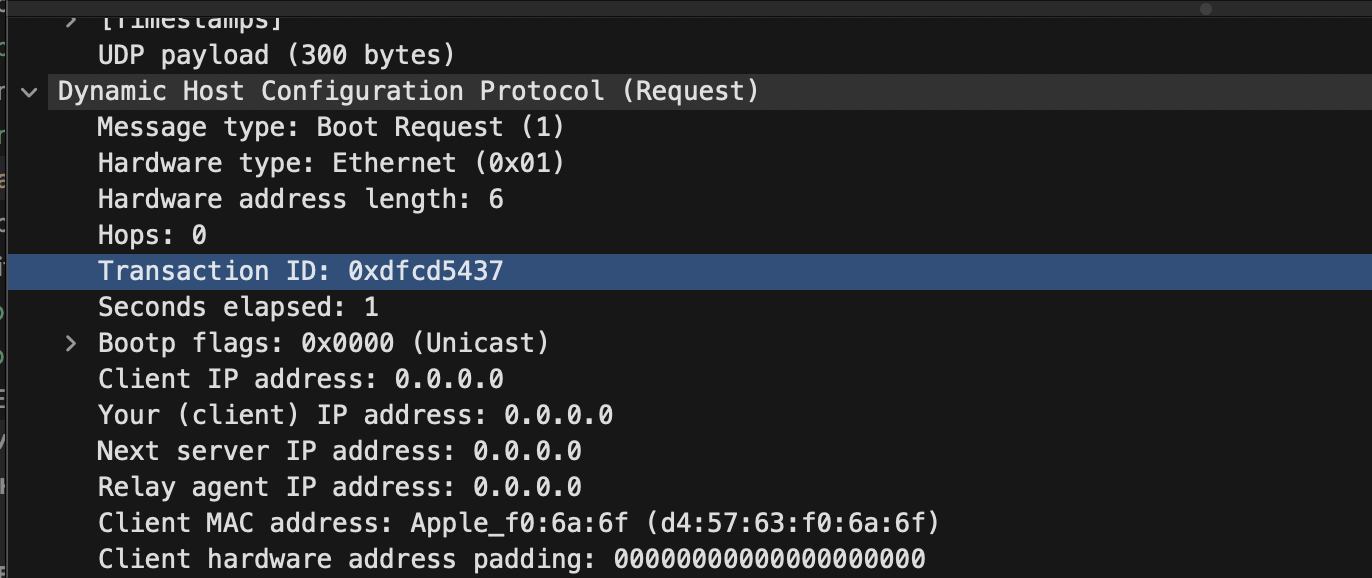 [Timestamps]
UDP payload (300 bytes)
Dynamic Host Configuration Protocol (Request)
Message type: Boot Request (1)
Hardware type: Ethernet (0x01)
Hardware address length: 6
Hops: 0
Transaction ID: 0xdfcd5437
Seconds elapsed: 1
Bootp flags: 0x0000 (Unicast)
Client IP address: 0.0.0.0
Your (client) IP address: 0.0.0.0
Next server IP address: 0.0.0.0
Relay agent IP address: 0.0.0.0
Client MAC address: Apple_f0:6a:6f (d4:57:63:f0:6a:6f)
Client hardware address padding: 00000000000000000000